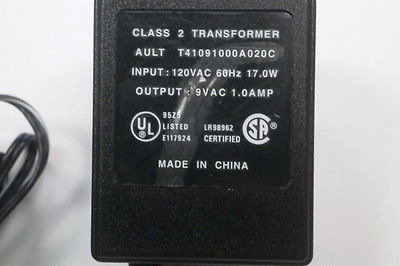 CLASS 2 TRANSFORMER
AULT T41091000A020C
INPUT: 120VAC 60Hz 17.0W
OUTPUT: 9VAC 1.0AMP
UL 95Z5
LISTED
E117924
LR98962
CERTIFIED
SA
MADE IN CHINA